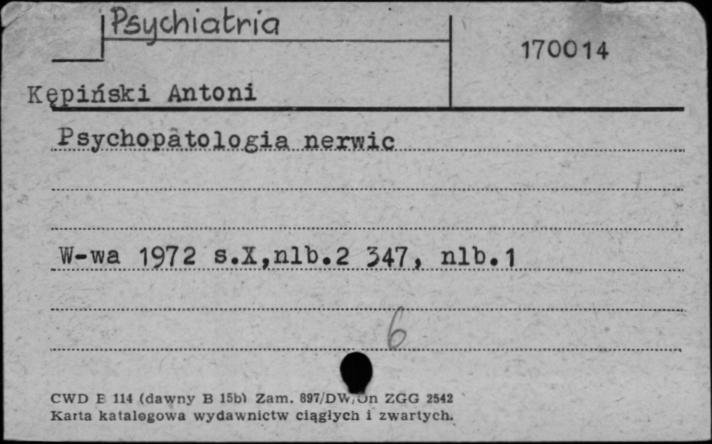 Psychiatria
170014
Kępiński Antoni
Psychopatologia nerwic
W-wa 1972 s.X,nlb.2 347, nlb.1
6
CWD B 114 (dawny B 15b) Zam. 897/DW/Jn ZGG 2542
Karta katalogowa wydawnictw ciągłych i zwartych.